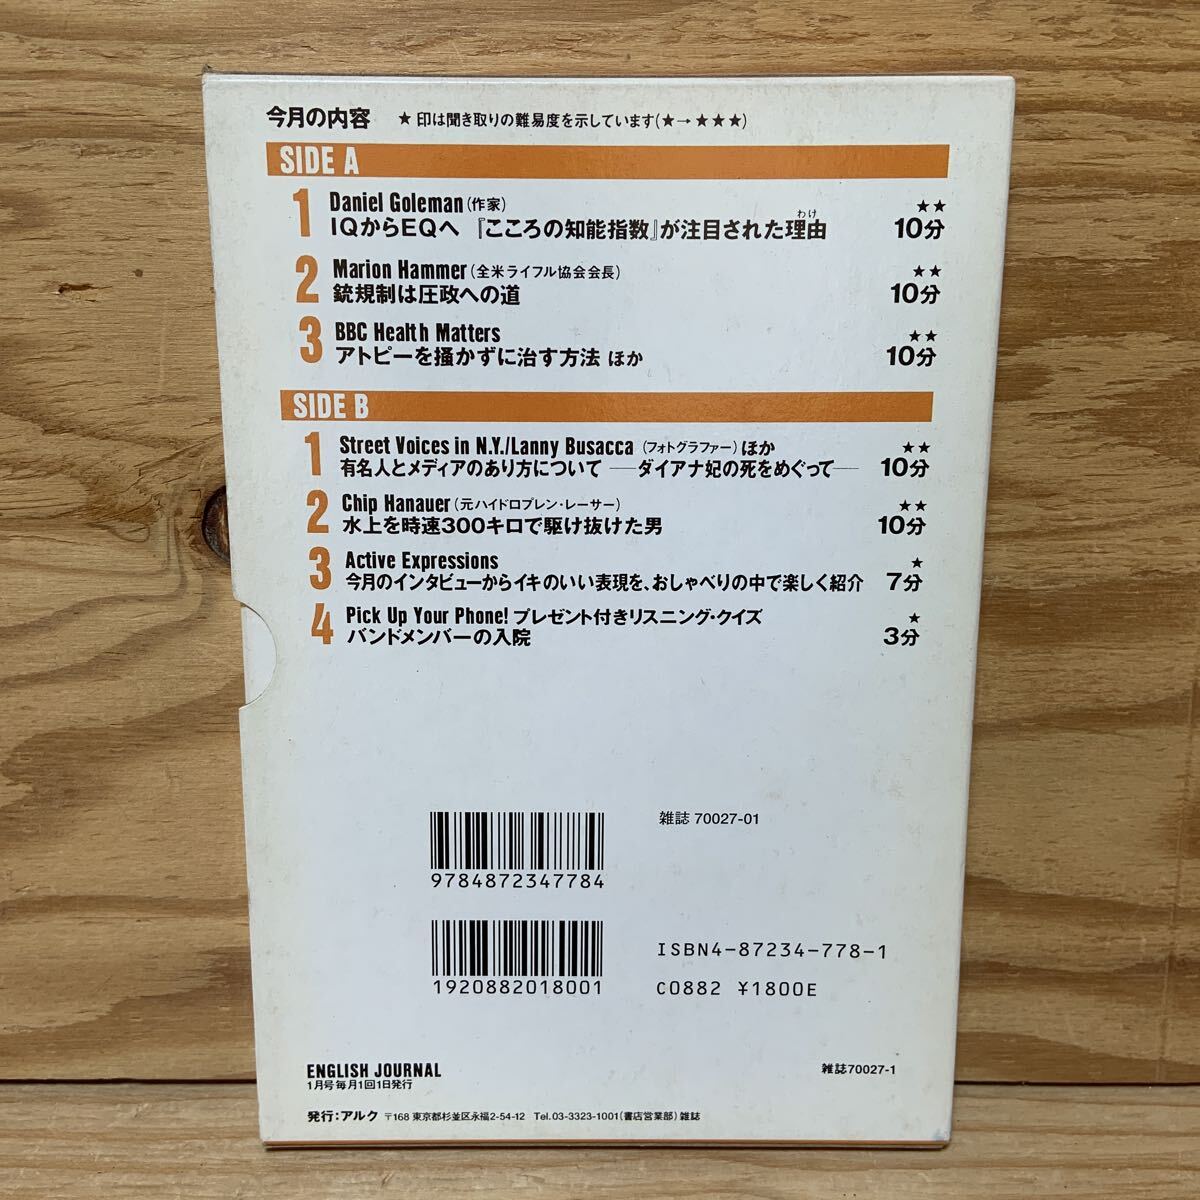 今月の内容 ★印は聞き取りの難易度を示しています(★→★★★)
SIDE A
1 Daniel Goleman(作家) ★★
わけ
IQからEQへ 『こころの知能指数』が注目された理由 10分
2 Marion Hammer(全米ライフル協会会長) ★★
銃規制は圧政への道 10分
3 BBC Health Matters ★★
アトピーを掻かずに治す方法 ほか 10分
SIDE B
1 Street Voices in N.Y./Lanny Busacca(フォトグラファー)ほか ★★
有名人とメディアのあり方について ──ダイアナ妃の死をめぐって── 10分
2 Chip Hanauer(元ハイドロプレン・レーサー) ★★
水上を時速300キロで駆け抜けた男 10分
3 Active Expressions ★
今月のインタビューからイキのいい表現を、おしゃべりの中で楽しく紹介 7分
4 Pick Up Your Phone! プレゼント付きリスニング・クイズ ★
バンドメンバーの入院 3分
雑誌 70027-01
9784872347784
ISBN4-87234-778-1
1920882018001
C0882 ¥1800E
ENGLISH JOURNAL 雑誌70027-1
1月号毎月1回1日発行
発行:アルク 〒168 東京都杉並区永福2-54-12 Tel.03-3323-1001(書店営業部)雑誌